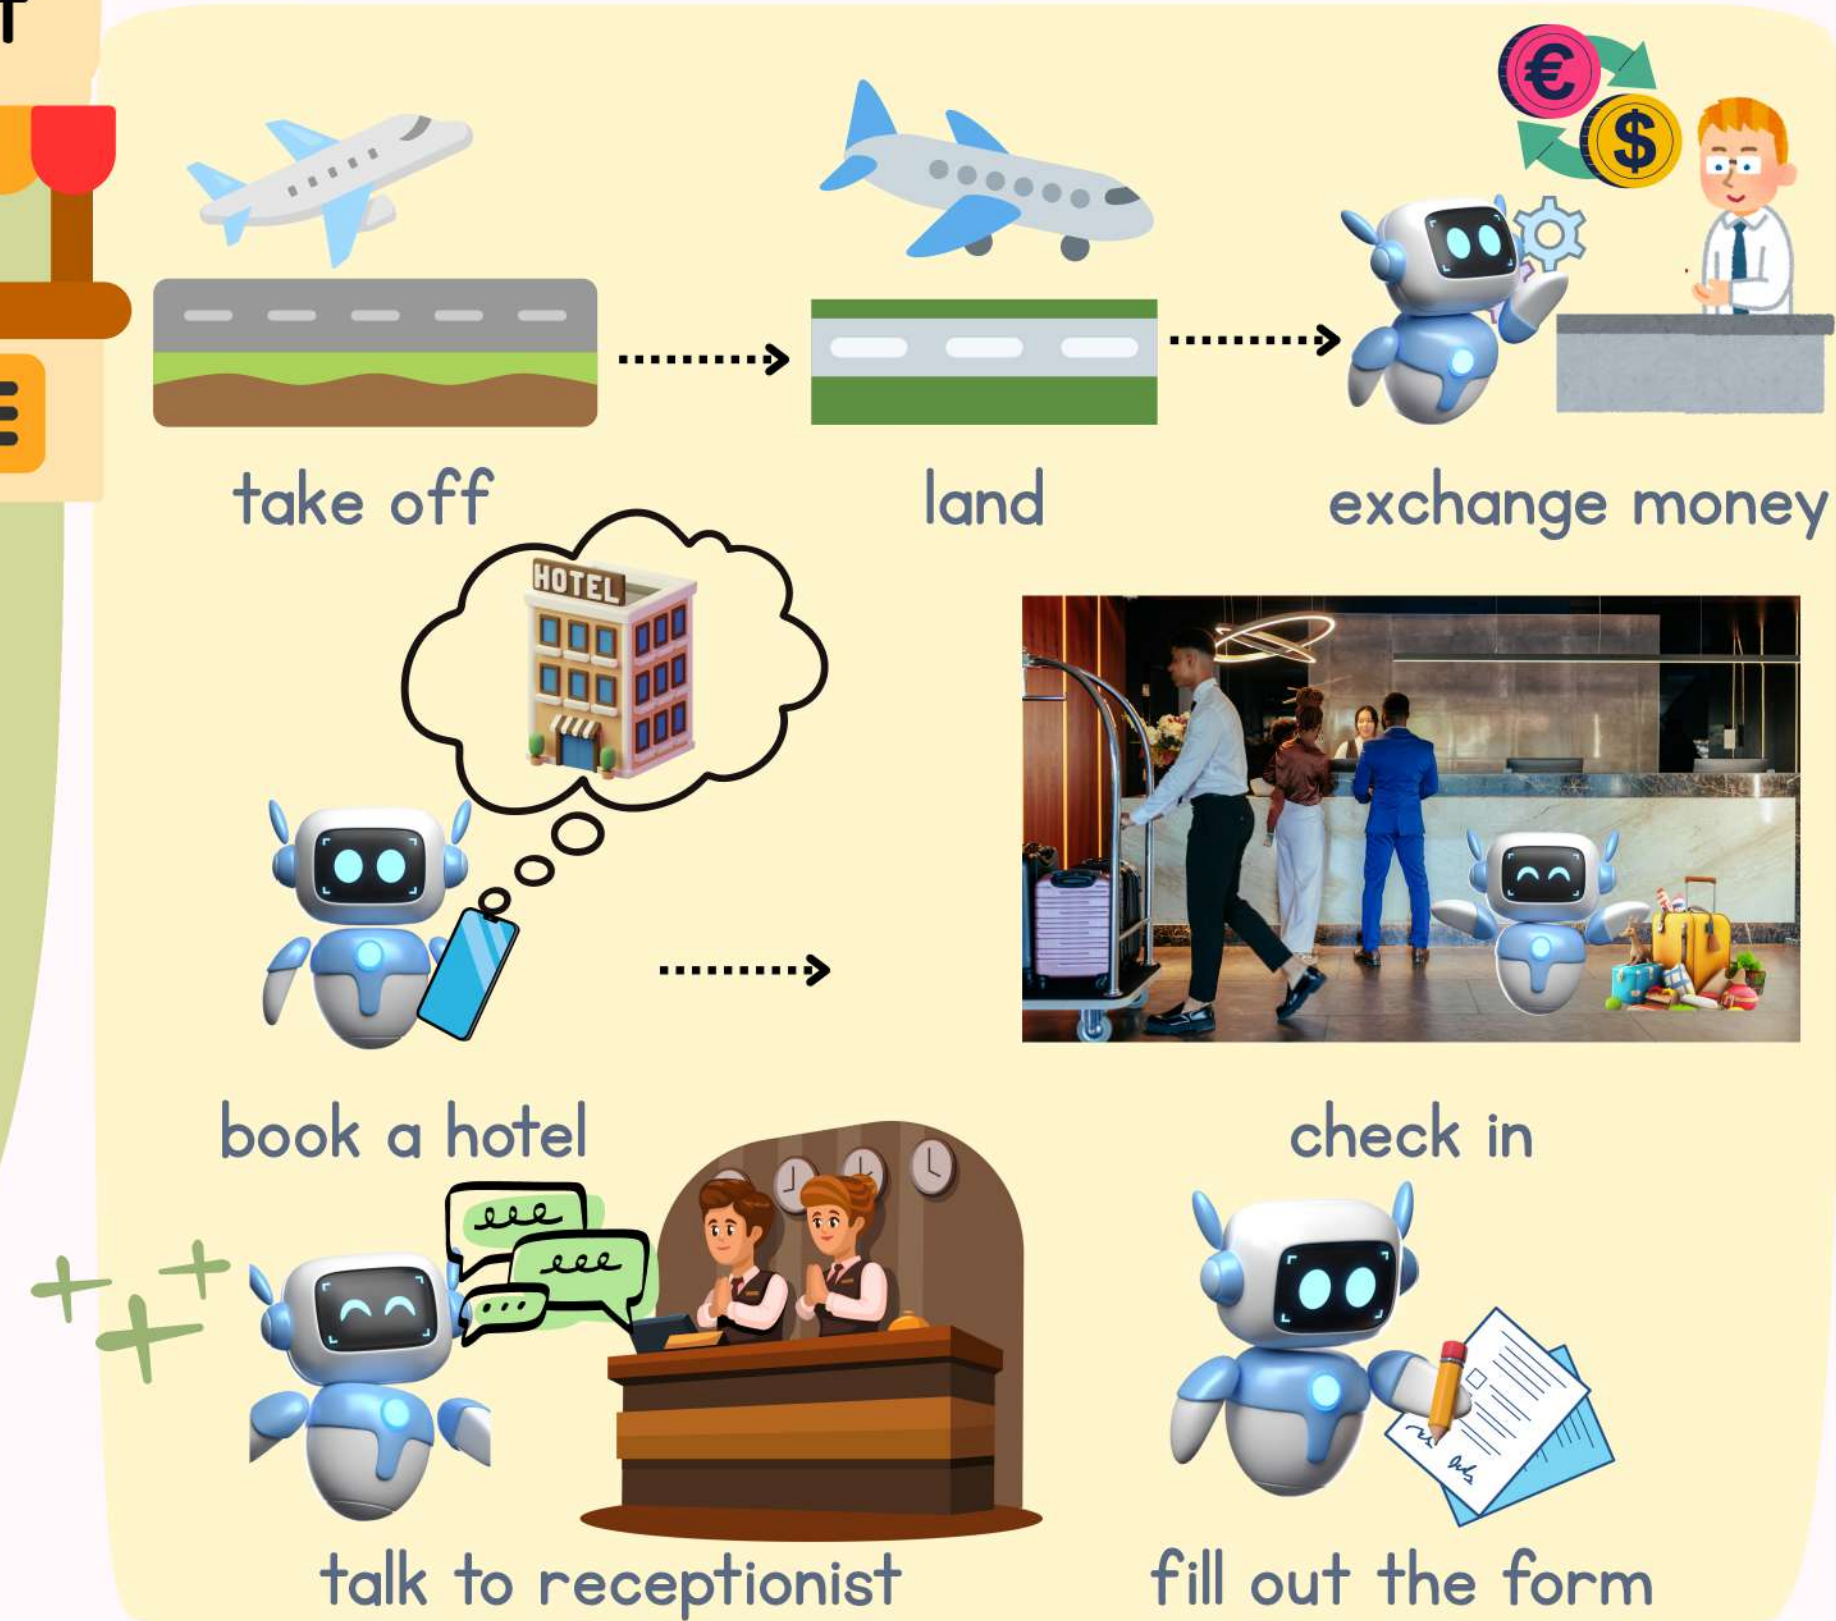 take off
land
exchange money
HOTEL
book a hotel
check in
talk to receptionist
fill out the form